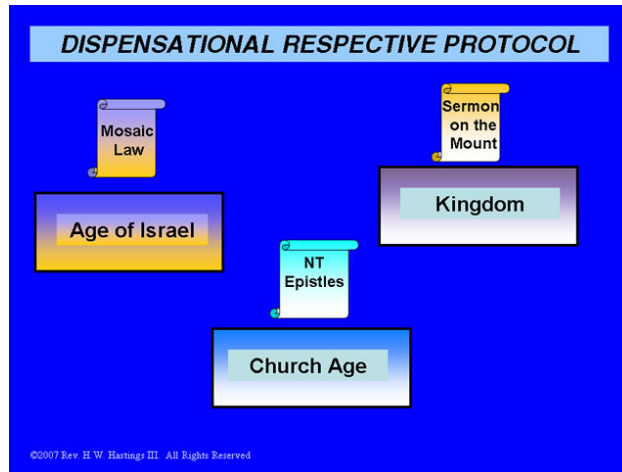 DISPENSATIONAL RESPECTIVE PROTOCOL
Mosaic
Law
Age of Israel
Sermon
on the
Mount
Kingdom
NT
Epistles
Church Age
©2007 Rev. H.W. Hastings III. All Rights Reserved